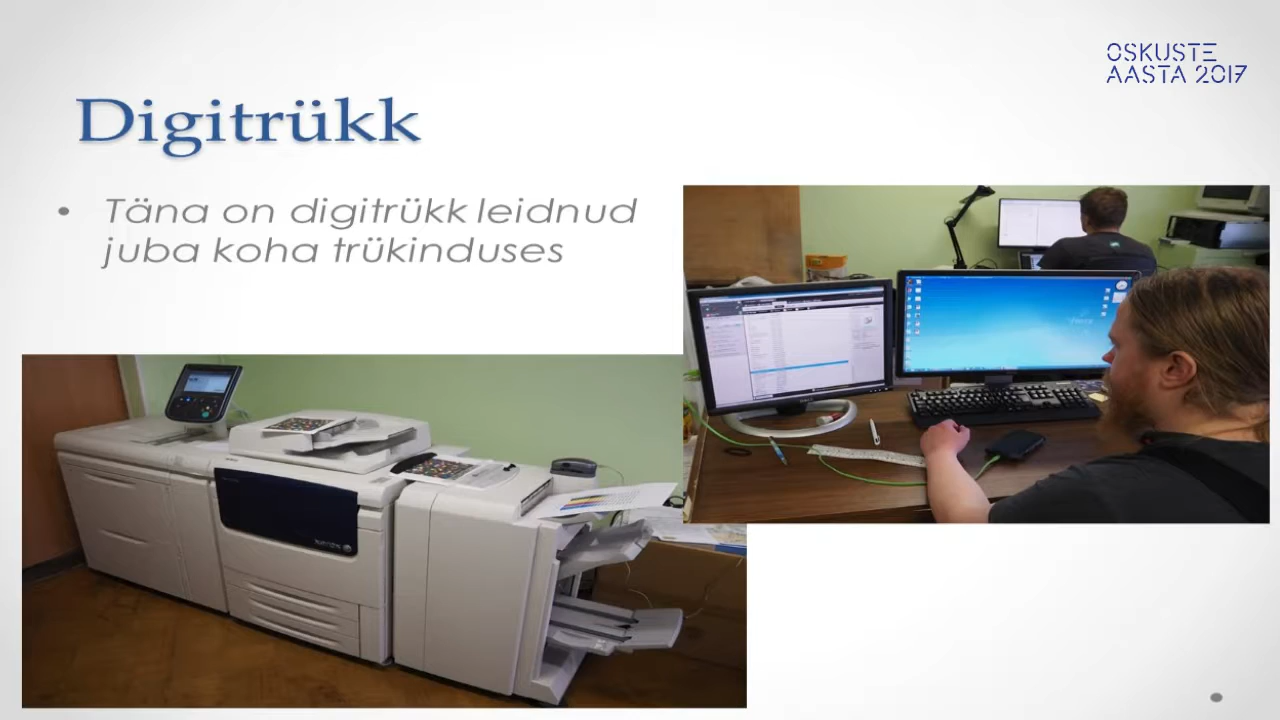 OSKUSTE
AASTA 2017
Digitrükk
• Täna on digitrükk leidnud
juba koha trükinduses